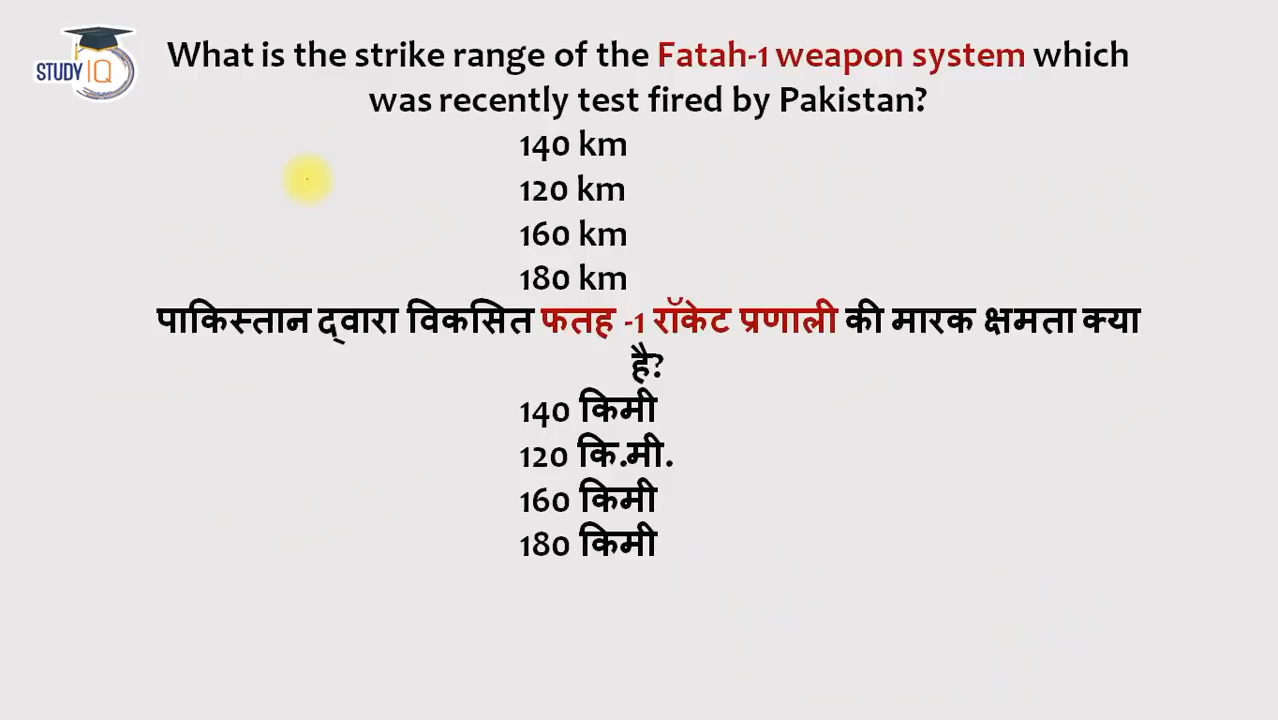 STUDY IQ
What is the strike range of the Fatah-1 weapon system which
was recently test fired by Pakistan?
140 km
120 km
160 km
180 km
पाकिस्तान द्वारा विकसित फतह -1 रॉकेट प्रणाली की मारक क्षमता क्या
है?
140 किमी
120 कि.मी.
160 किमी
180 किमी